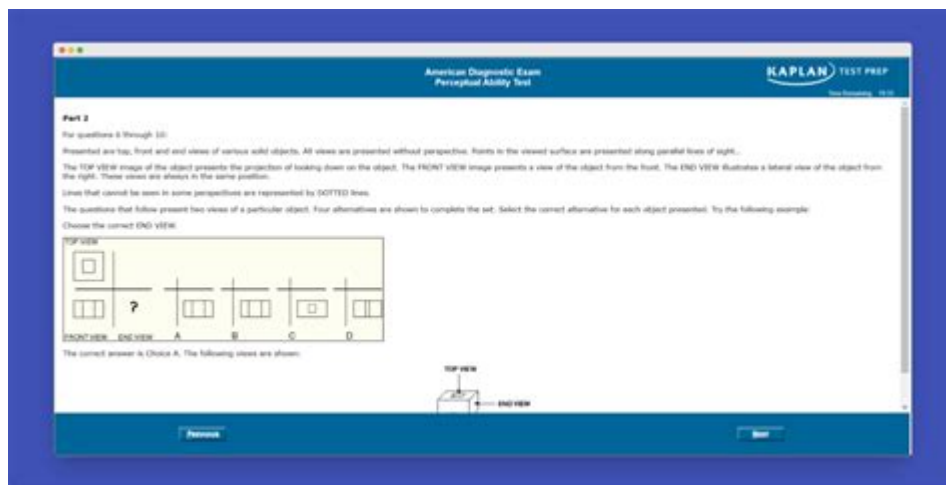 American Diagnostic Exam
Perceptual Ability Test
KAPLAN TEST PREP
Time Remaining
Part 2
For questions 6 through 10:
Presented are top, front and end views of various solid objects. All views are presented without perspective. Points in the viewed surface are presented along parallel lines of sight..
The TOP VIEW image of the object presents the projection of looking down on the object. The FRONT VIEW image presents a view of the object from the front. The END VIEW illustrates a lateral view of the object from
the right. These views are always in the same position.
Lines that cannot be seen in some perspectives are represented by DOTTED lines.
The questions that follow present two views of a particular object. Four alternatives are shown to complete the set. Select the correct alternative for each object presented. Try the following example:
Choose the correct END VIEW.
TOP VIEW
?
FRONT VIEW END VIEW A B C D
The correct answer is Choice A. The following views are shown:
TOP VIEW
END VIEW
Previous
Next